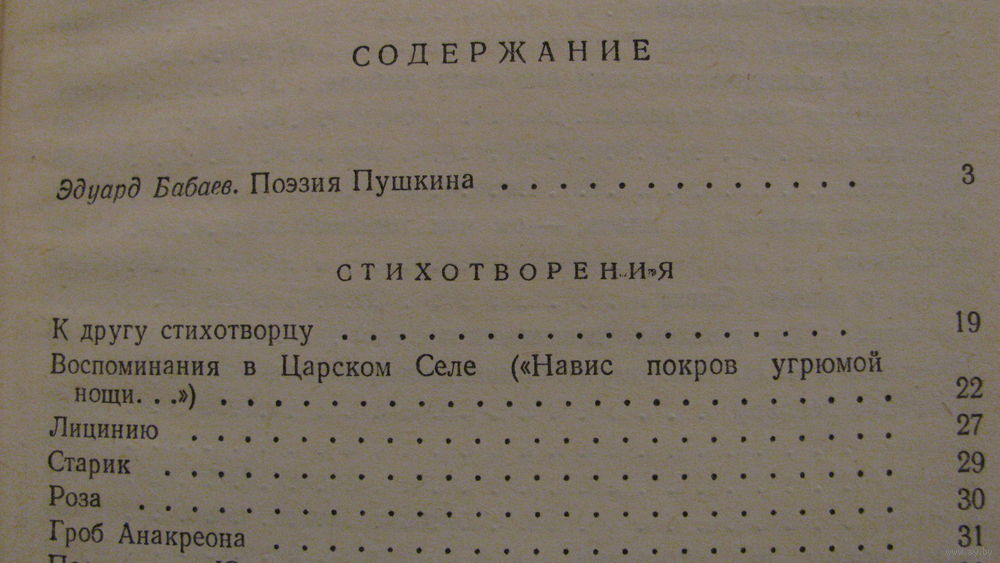 СОДЕРЖАНИЕ
Эдуард Бабаев. Поэзия Пушкина . . . . . . . . . . . . . 3
СТИХОТВОРЕНИЯ
К другу стихотворцу . . . . . . . . . . . . . . . . . . 19
Воспоминания в Царском Селе («Навис покров угрюмой
нощи. . .») . . . . . . . . . . . . . . . . . . . . . . . . 22
Лицинию . . . . . . . . . . . . . . . . . . . . . . . . . 27
Старик . . . . . . . . . . . . . . . . . . . . . . . . . . 29
Роза . . . . . . . . . . . . . . . . . . . . . . . . . . . 30
Гроб Анакреона . . . . . . . . . . . . . . . . . . . . . . 31